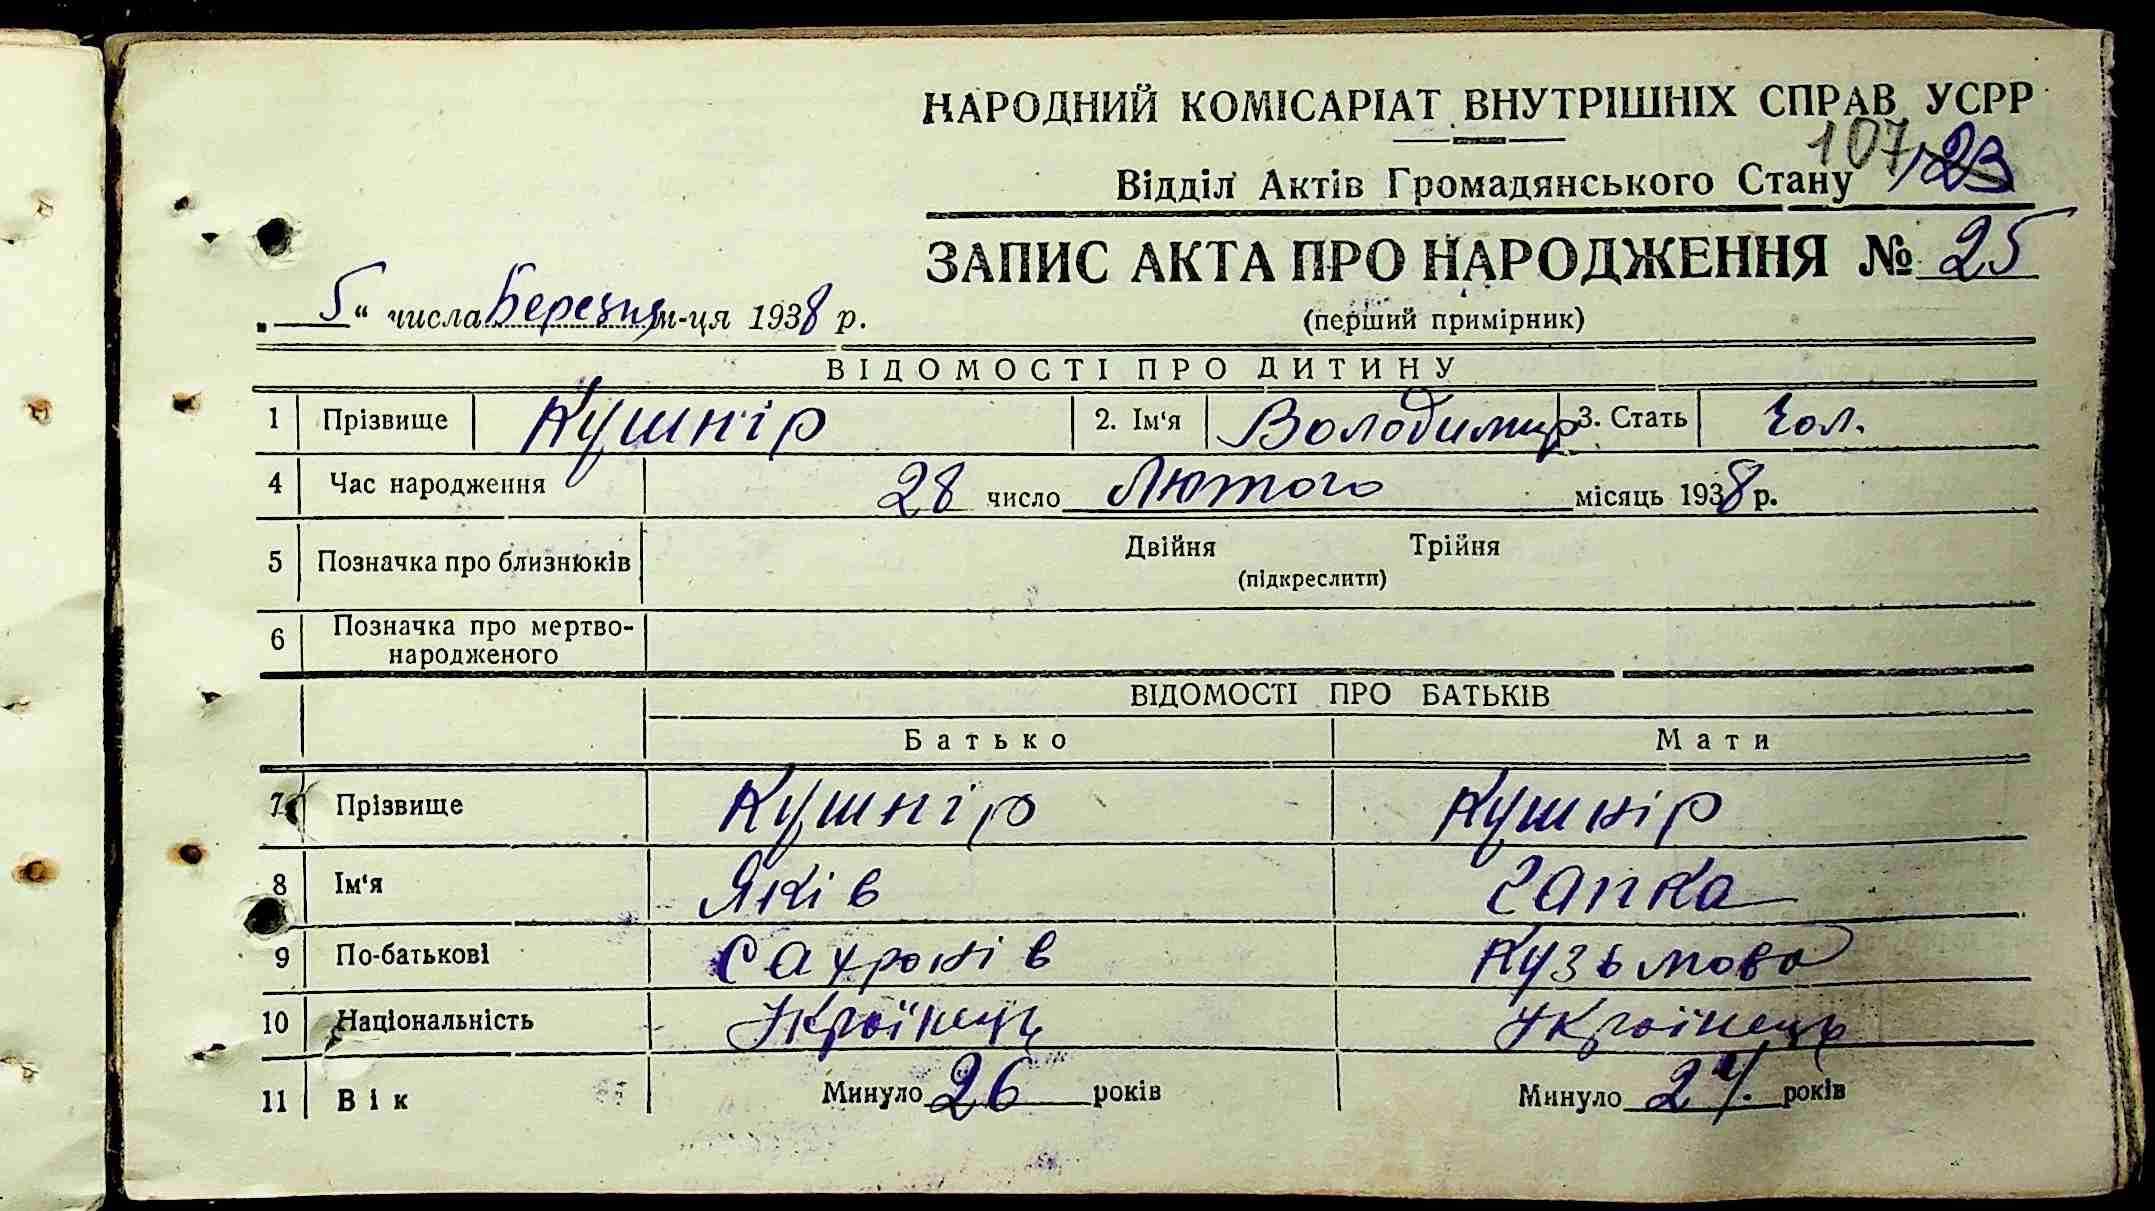 НАРОДНИЙ КОМІСАРІАТ ВНУТРІШНІХ СПРАВ УСРР
107
Відділ Актів Громадянського Стану
ЗАПИС АКТА ПРО НАРОДЖЕННЯ № 25
„ 5 “ числа Березня м-ця 1938 р.
(перший примірник)
ВІДОМОСТІ ПРО ДИТИНУ
1 Прізвище Кушнір 2. Ім'я Володимир 3. Стать Чол.
4 Час народження 28 число Лютого місяць 1938 р.
5 Позначка про близнюків Двійня Трійня
(підкреслити)
6 Позначка про мертво-
народженого
ВІДОМОСТІ ПРО БАТЬКІВ
Батько Мати
7 Прізвище Кушнір Кушнір
8 Ім'я Яків Гапка
9 По-батькові Кузьмова
10 Національність Українець Українець
11 Вік Минуло 26 років Минуло років